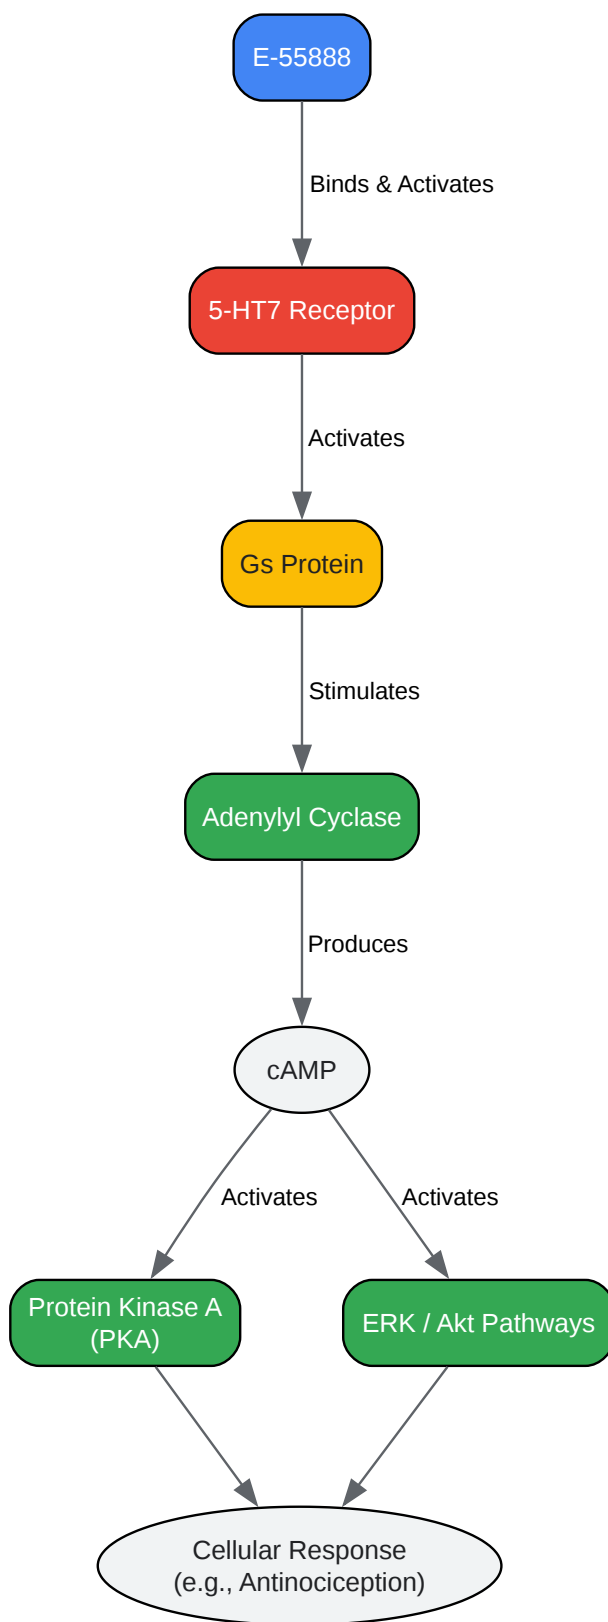 E-55888
Binds & Activates
5-HT7 Receptor
Activates
Gs Protein
Stimulates
Adenylyl Cyclase
Produces
cAMP
Activates
Activates
Protein Kinase A
(PKA)
ERK / Akt Pathways
Cellular Response
(e.g., Antinociception)